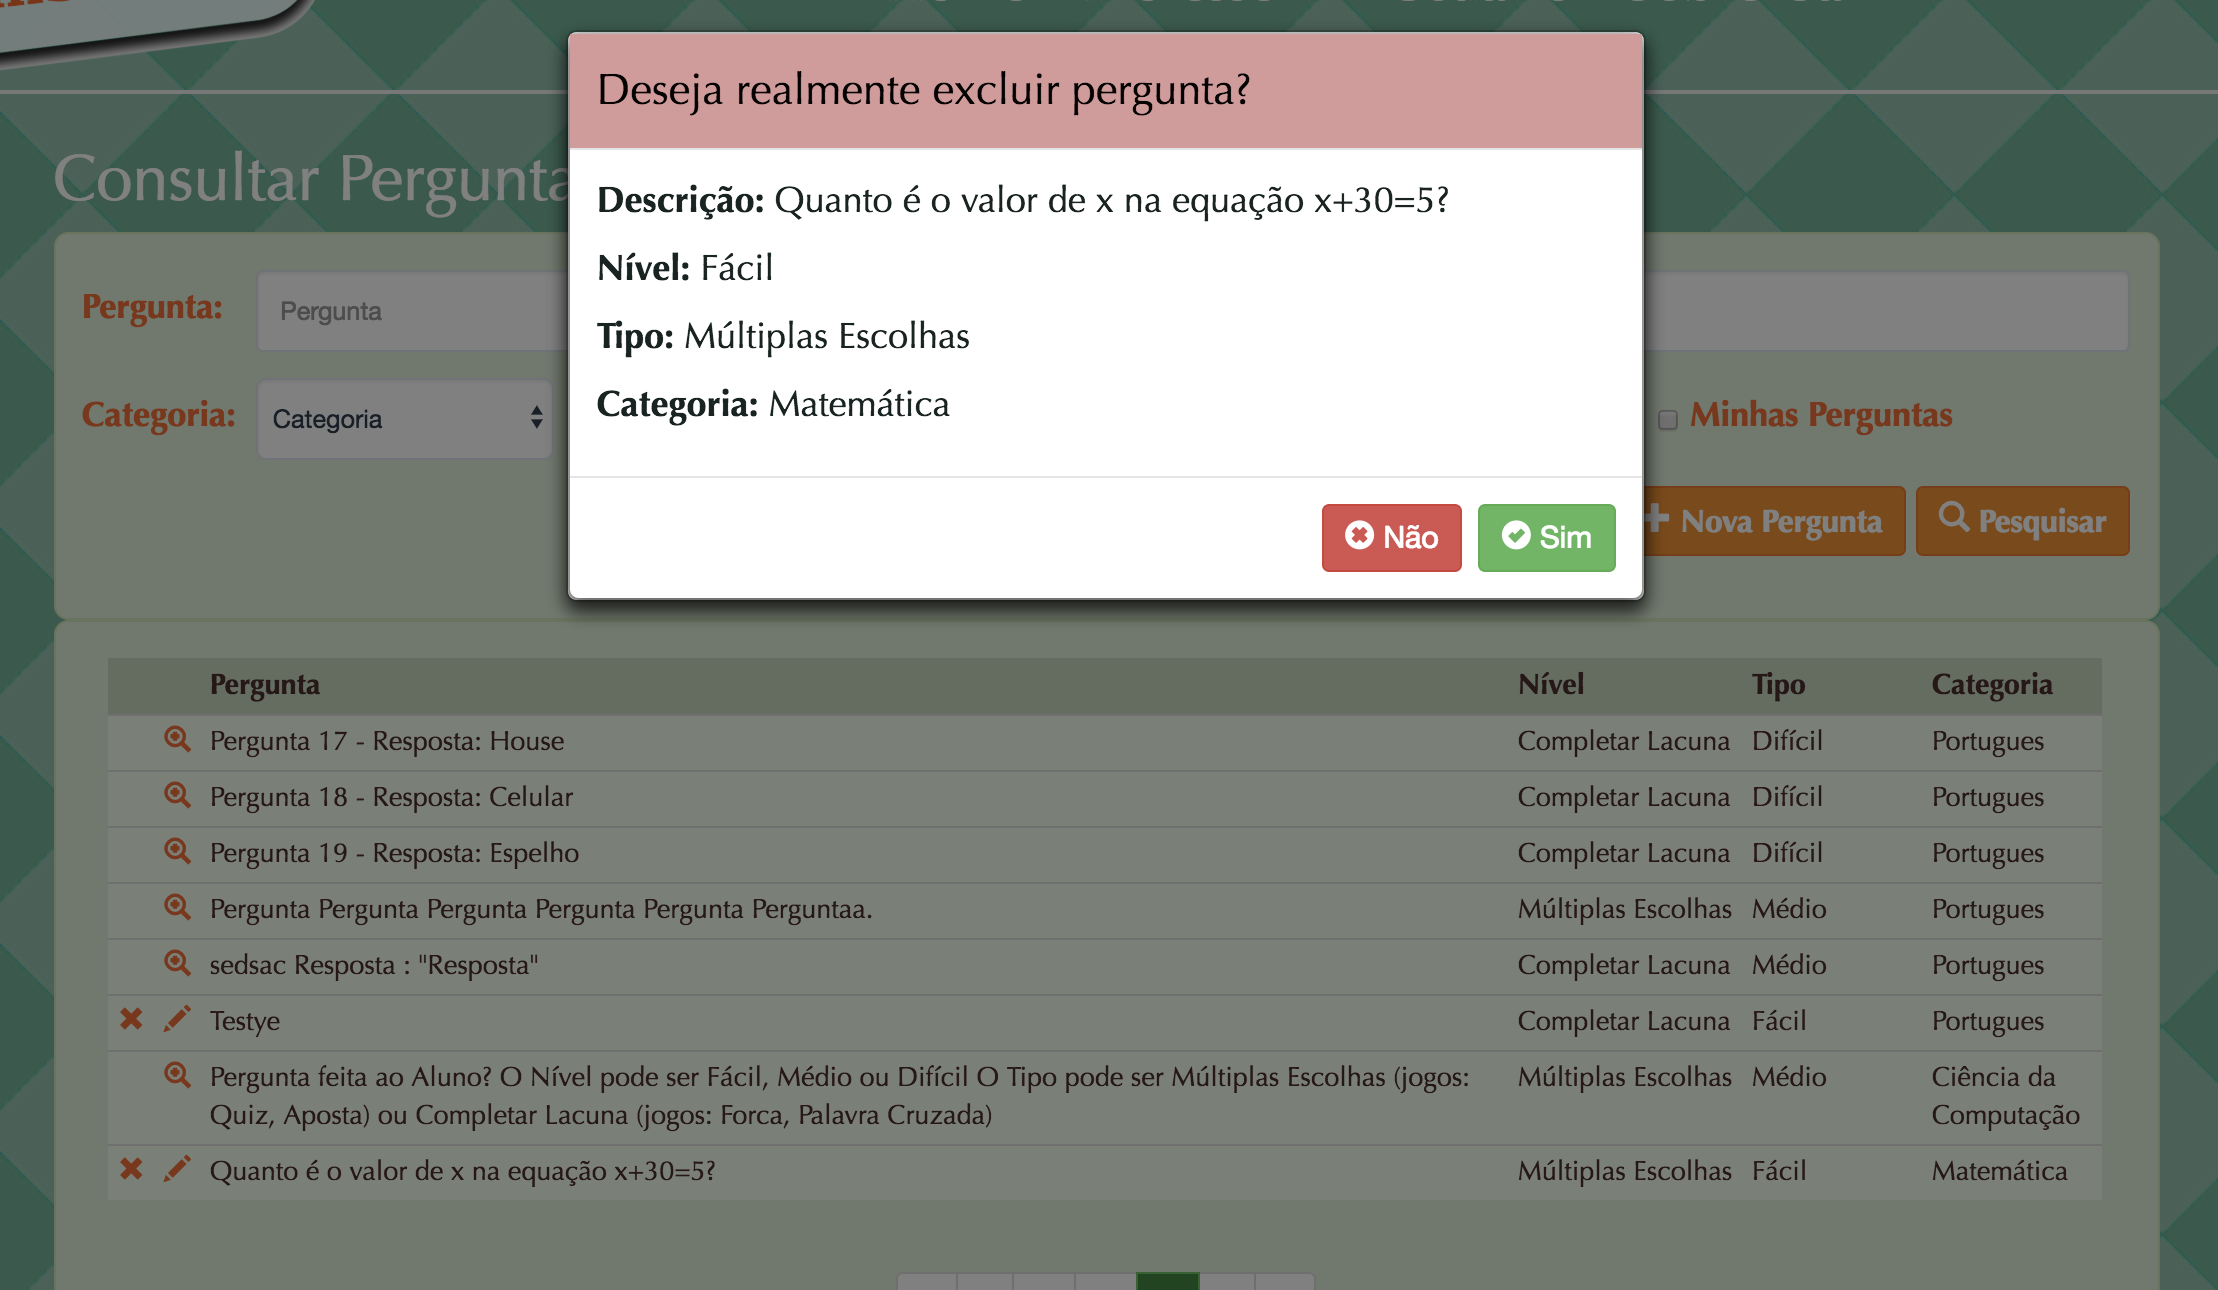 Deseja realmente excluir pergunta?
Consultar Pergunta
Descrição: Quanto é o valor de x na equação x+30=5?
Nível: Fácil
Tipo: Múltiplas Escolhas
Categoria: Matemática
Não Sim
Pergunta: Pergunta
Categoria: Categoria
Minhas Perguntas
Nova Pergunta Pesquisar
Pergunta Nível Tipo Categoria
Pergunta 17 - Resposta: House Completar Lacuna Difícil Portugues
Pergunta 18 - Resposta: Celular Completar Lacuna Difícil Portugues
Pergunta 19 - Resposta: Espelho Completar Lacuna Difícil Portugues
Pergunta Pergunta Pergunta Pergunta Pergunta Perguntaa. Múltiplas Escolhas Médio Portugues
sedsac Resposta : "Resposta" Completar Lacuna Médio Portugues
Testye Completar Lacuna Fácil Portugues
Pergunta feita ao Aluno? O Nível pode ser Fácil, Médio ou Difícil O Tipo pode ser Múltiplas Escolhas (jogos: Múltiplas Escolhas Médio Ciência da
Quiz, Aposta) ou Completar Lacuna (jogos: Forca, Palavra Cruzada) Computação
Quanto é o valor de x na equação x+30=5? Múltiplas Escolhas Fácil Matemática